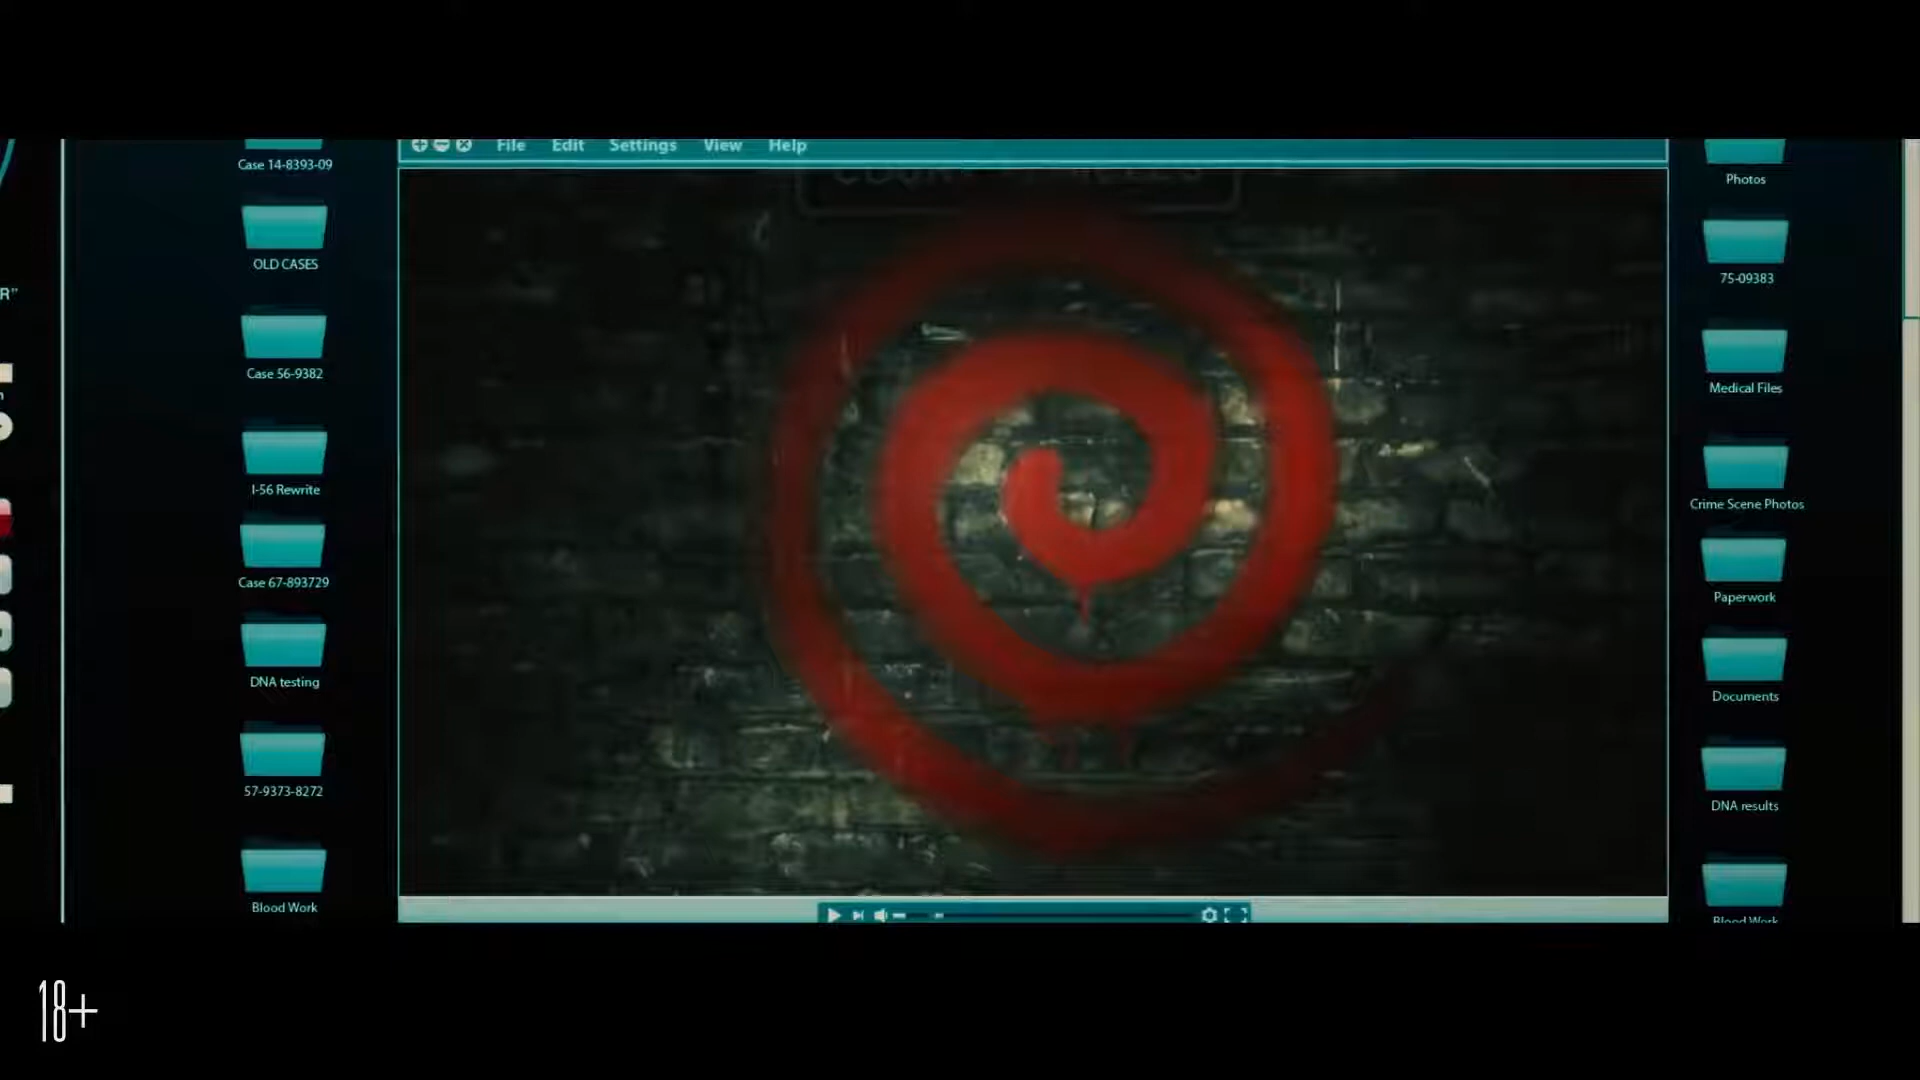 File Edit Settings View Help
Case 14-8393-09
OLD CASES
Case 56-9382
I-56 Rewrite
Case 67-893729
DNA testing
57-9373-8272
Blood Work
Photos
75-09383
Medical Files
Crime Scene Photos
Paperwork
Documents
DNA results
Blood Work
R”
18+